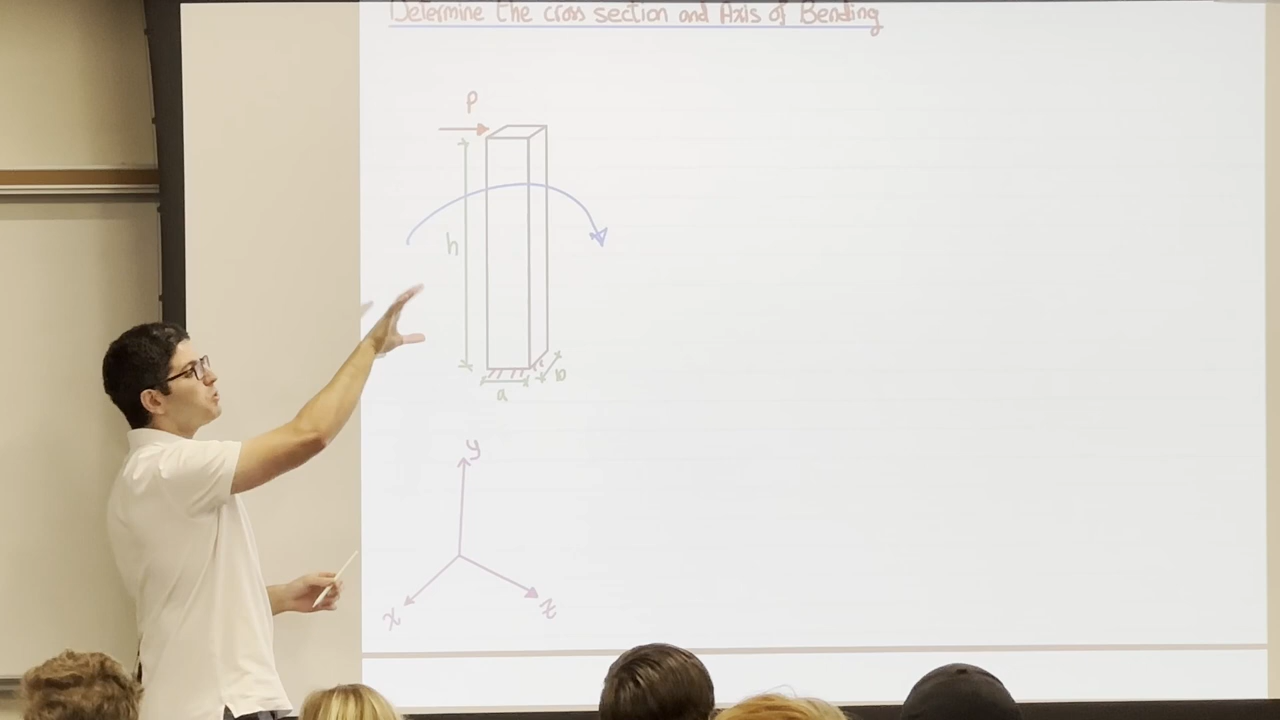 Determine the cross section and Axis of Bending
P
h
b
a
y
x
z